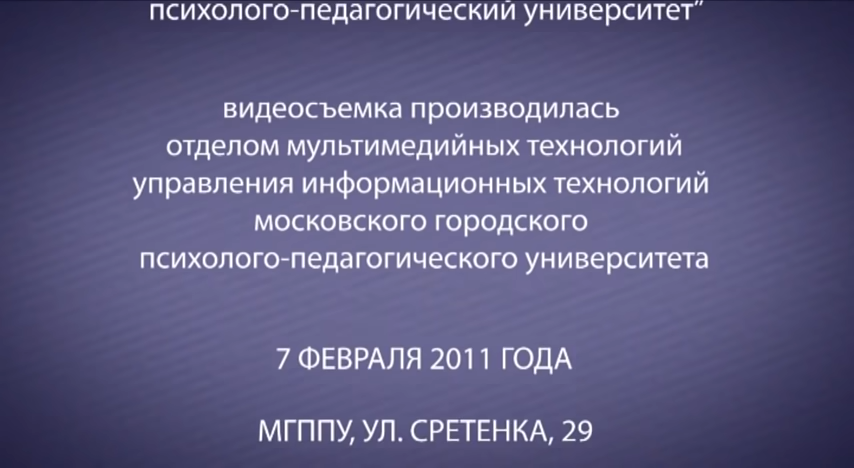 психолого-педагогический университет”
видеосъемка производилась
отделом мультимедийных технологий
управления информационных технологий
московского городского
психолого-педагогического университета
7 ФЕВРАЛЯ 2011 ГОДА
МГППУ, УЛ. СРЕТЕНКА, 29